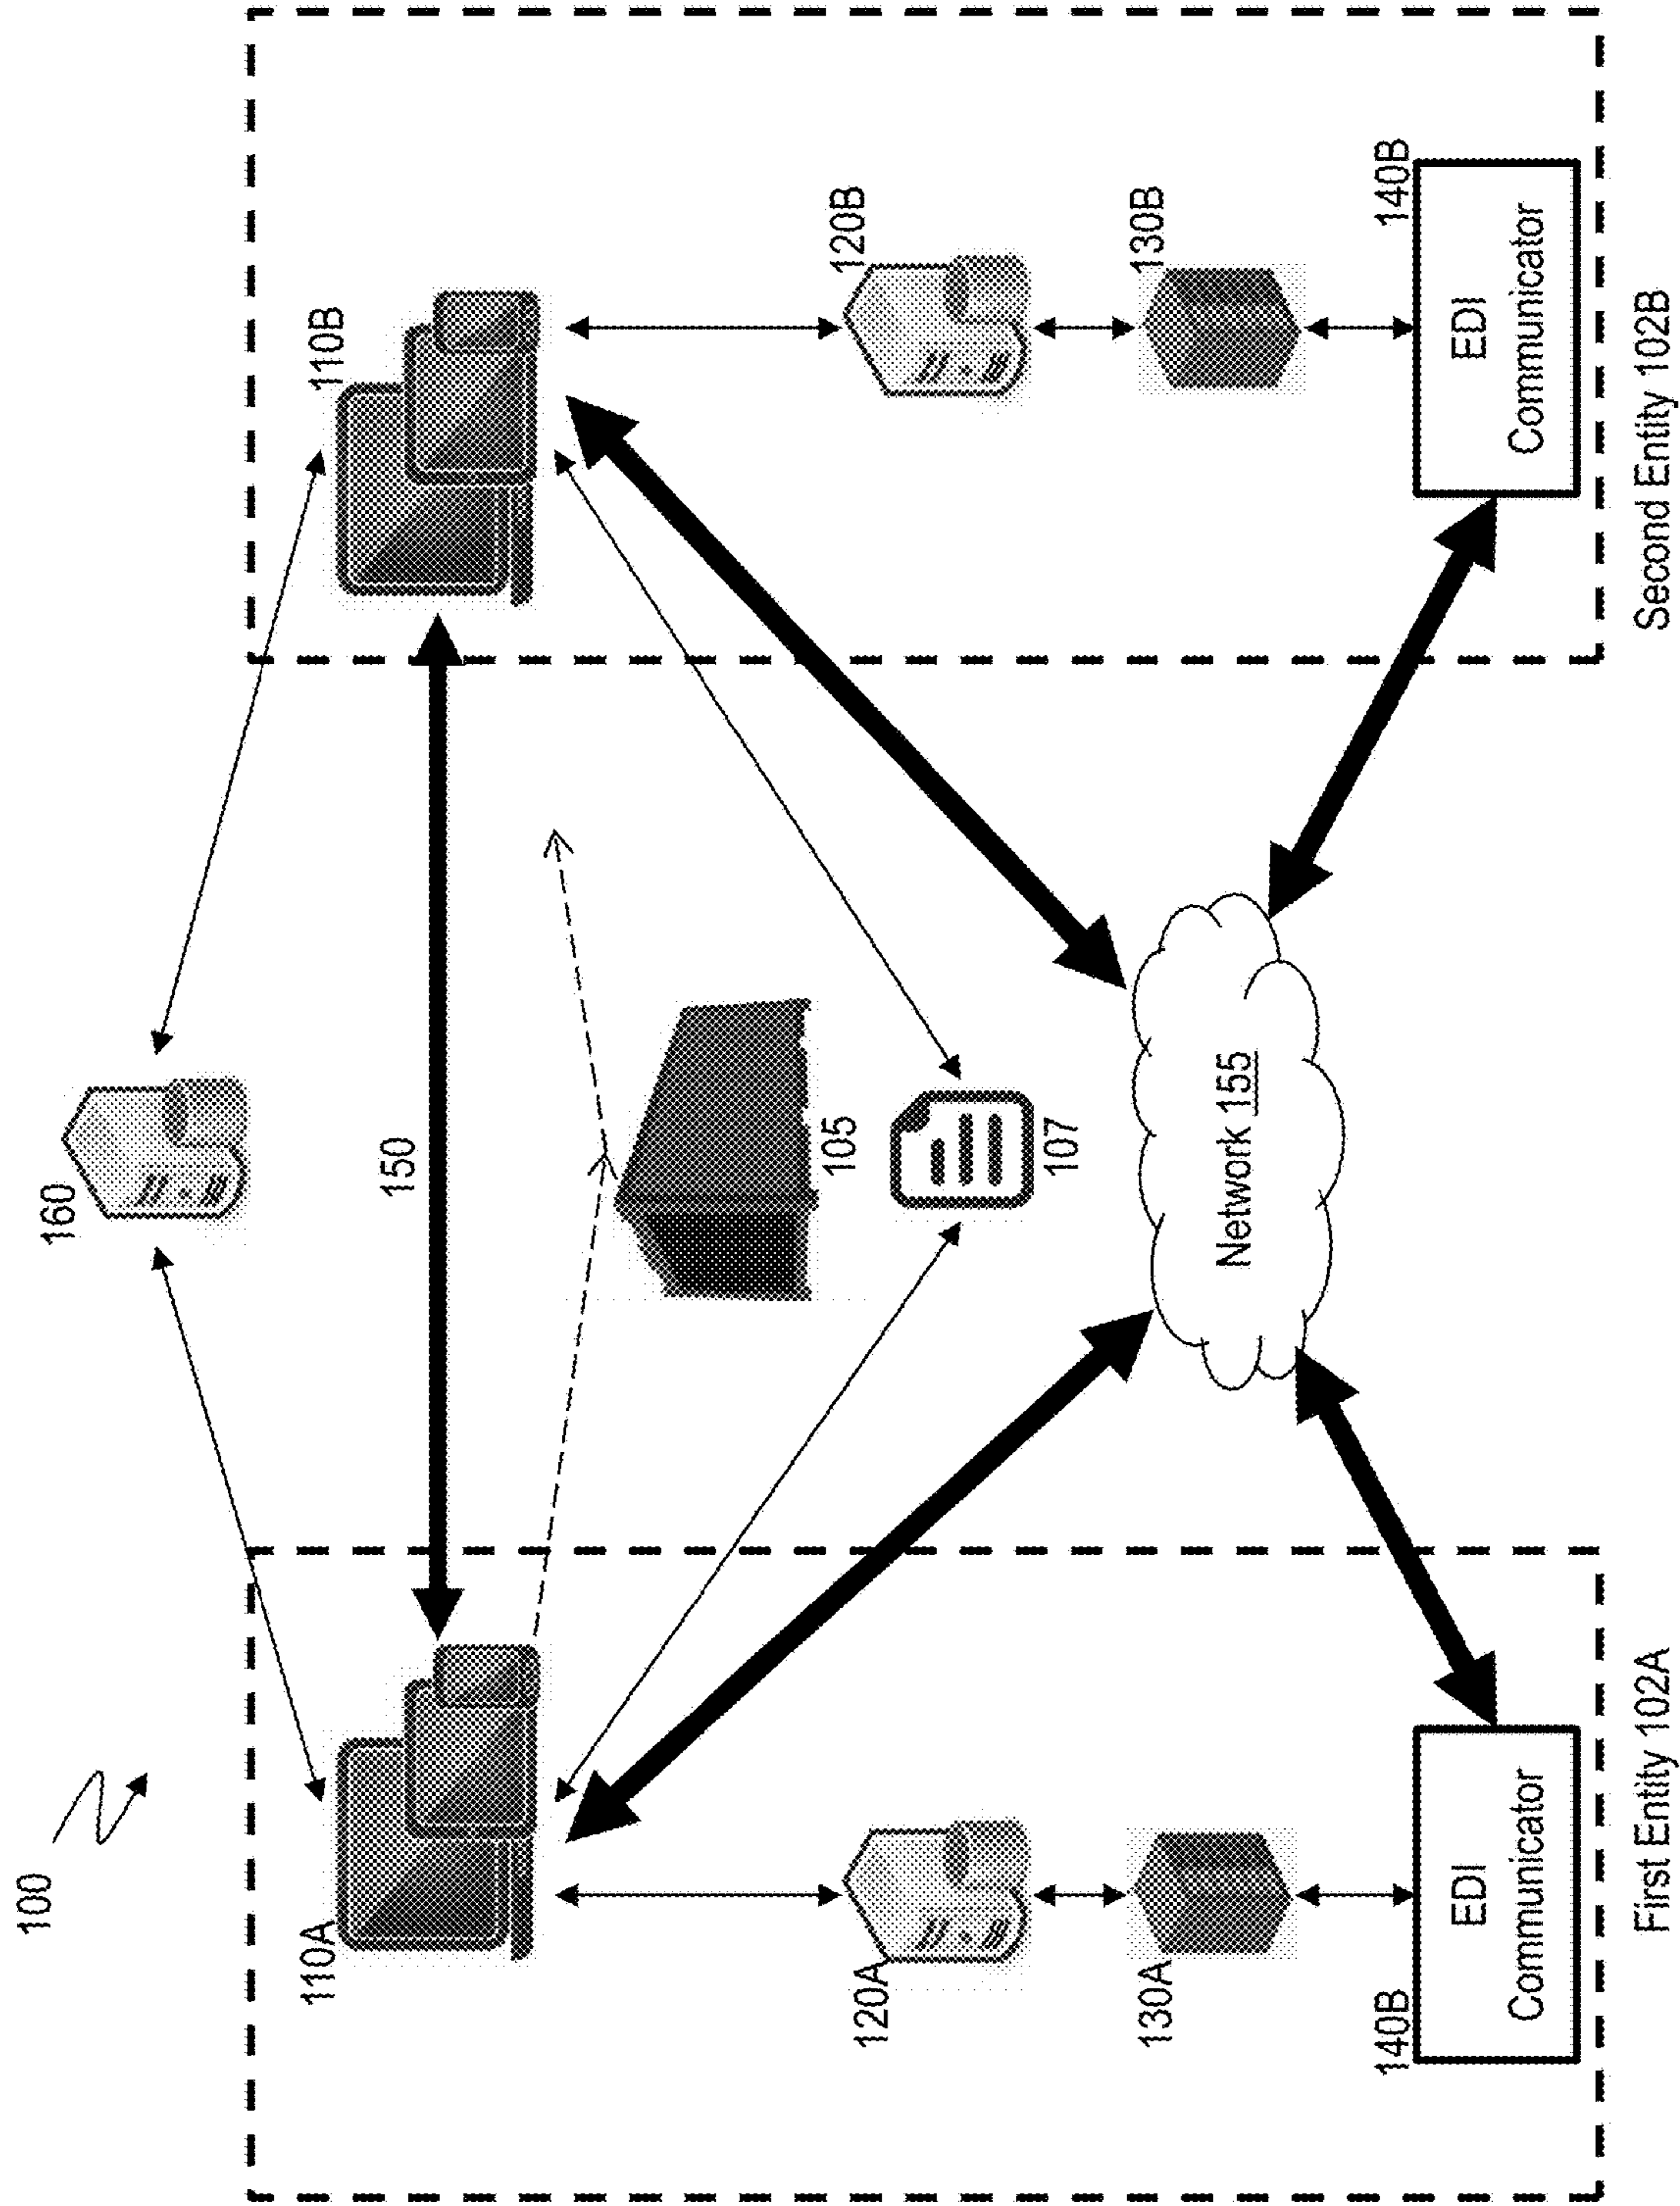 100
160
110A
150
110B
105
107
120A
120B
130A
130B
Network 155
140B
EDI
Communicator
140B
EDI
Communicator
First Entity 102A
Second Entity 102B